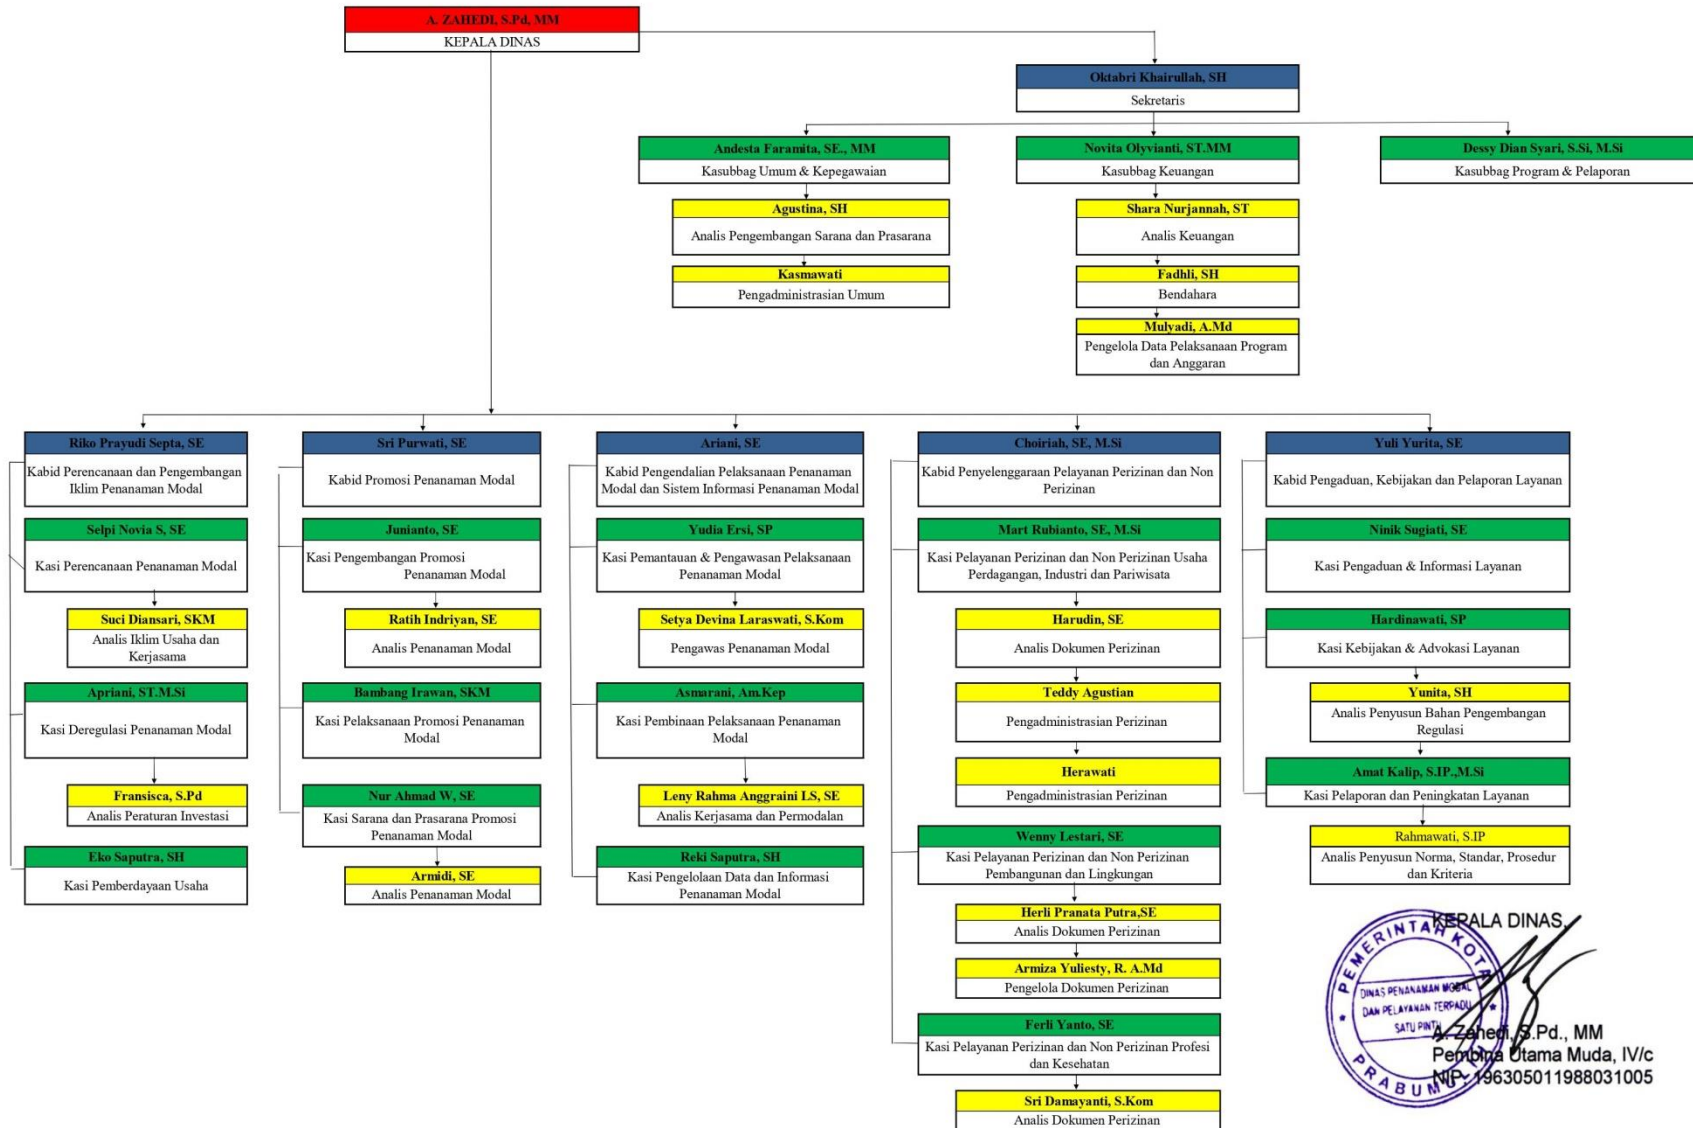 A. ZAHEDI, S.Pd, MM
KEPALA DINAS
Oktabri Khairullah, SH
Sekretaris
Andesta Faramita, SE., MM
Kasubbag Umum & Kepegawaian
Agustina, SH
Analis Pengembangan Sarana dan Prasarana
Kasmawati
Pengadministrasian Umum
Novita Olyvianti, ST.MM
Kasubbag Keuangan
Shara Nurjannah, ST
Analis Keuangan
Fadhli, SH
Bendahara
Mulyadi, A.Md
Pengelola Data Pelaksanaan Program
dan Anggaran
Dessy Dian Syari, S.Si, M.Si
Kasubbag Program & Pelaporan
Riko Prayudi Septa, SE
Kabid Perencanaan dan Pengembangan
Iklim Penanaman Modal
Selpi Novia S, SE
Kasi Perencanaan Penanaman Modal
Suci Diansari, SKM
Analis Iklim Usaha dan
Kerjasama
Apriani, ST.M.Si
Kasi Deregulasi Penanaman Modal
Fransisca, S.Pd
Analis Peraturan Investasi
Eko Saputra, SH
Kasi Pemberdayaan Usaha
Sri Purwati, SE
Kabid Promosi Penanaman Modal
Junianto, SE
Kasi Pengembangan Promosi
Penanaman Modal
Ratih Indriyan, SE
Analis Penanaman Modal
Bambang Irawan, SKM
Kasi Pelaksanaan Promosi Penanaman
Modal
Nur Ahmad W, SE
Kasi Sarana dan Prasarana Promosi
Penanaman Modal
Armidi, SE
Analis Penanaman Modal
Ariani, SE
Kabid Pengendalian Pelaksanaan Penanaman
Modal dan Sistem Informasi Penanaman Modal
Yudia Ersi, SP
Kasi Pemantauan & Pengawasan Pelaksanaan
Penanaman Modal
Setya Devina Laraswati, S.Kom
Pengawas Penanaman Modal
Asmarani, Am.Kep
Kasi Pembinaan Pelaksanaan Penanaman
Modal
Leny Rahma Anggraini LS, SE
Analis Kerjasama dan Permodalan
Reki Saputra, SH
Kasi Pengelolaan Data dan Informasi
Penanaman Modal
Choiriah, SE, M.Si
Kabid Penyelenggaraan Pelayanan Perizinan dan Non
Perizinan
Mart Rubianto, SE, M.Si
Kasi Pelayanan Perizinan dan Non Perizinan Usaha
Perdagangan, Industri dan Pariwisata
Harudin, SE
Analis Dokumen Perizinan
Teddy Agustian
Pengadministrasian Perizinan
Herawati
Pengadministrasian Perizinan
Wenny Lestari, SE
Kasi Pelayanan Perizinan dan Non Perizinan
Pembangunan dan Lingkungan
Herli Pranata Putra,SE
Analis Dokumen Perizinan
Armiza Yuliesty, R. A.Md
Pengelola Dokumen Perizinan
Ferli Yanto, SE
Kasi Pelayanan Perizinan dan Non Perizinan Profesi
dan Kesehatan
Sri Damayanti, S.Kom
Analis Dokumen Perizinan
Yuli Yurita, SE
Kabid Pengaduan, Kebijakan dan Pelaporan Layanan
Ninik Sugiati, SE
Kasi Pengaduan & Informasi Layanan
Hardinawati, SP
Kasi Kebijakan & Advokasi Layanan
Yunita, SH
Analis Penyusun Bahan Pengembangan
Regulasi
Amat Kalip, S.IP.,M.Si
Kasi Pelaporan dan Peningkatan Layanan
Rahmawati, S.IP
Analis Penyusun Norma, Standar, Prosedur
dan Kriteria
KEPALA DINAS,
PEMERINTAH KOTA
DINAS PENANAMAN MODAL
DAN PELAYANAN TERPADU
SATU PINTU
PRABUMULIH
A. Zahedi, S.Pd., MM
Pembina Utama Muda, IV/c
NIP. 196305011988031005